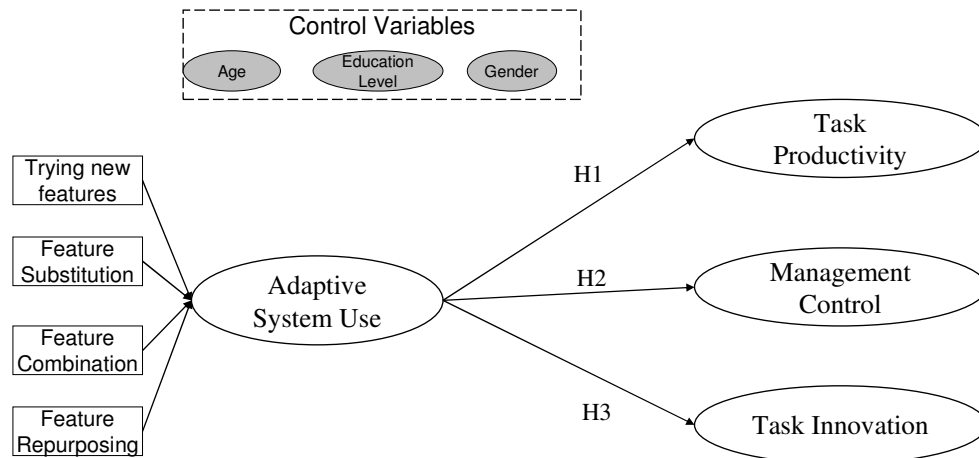 Control Variables
Age
Education
Level
Gender
Task
Productivity
Trying new
features
H1
Feature
Substitution
Adaptive
System Use
H2
Management
Control
Feature
Combination
H3
Task Innovation
Feature
Repurposing